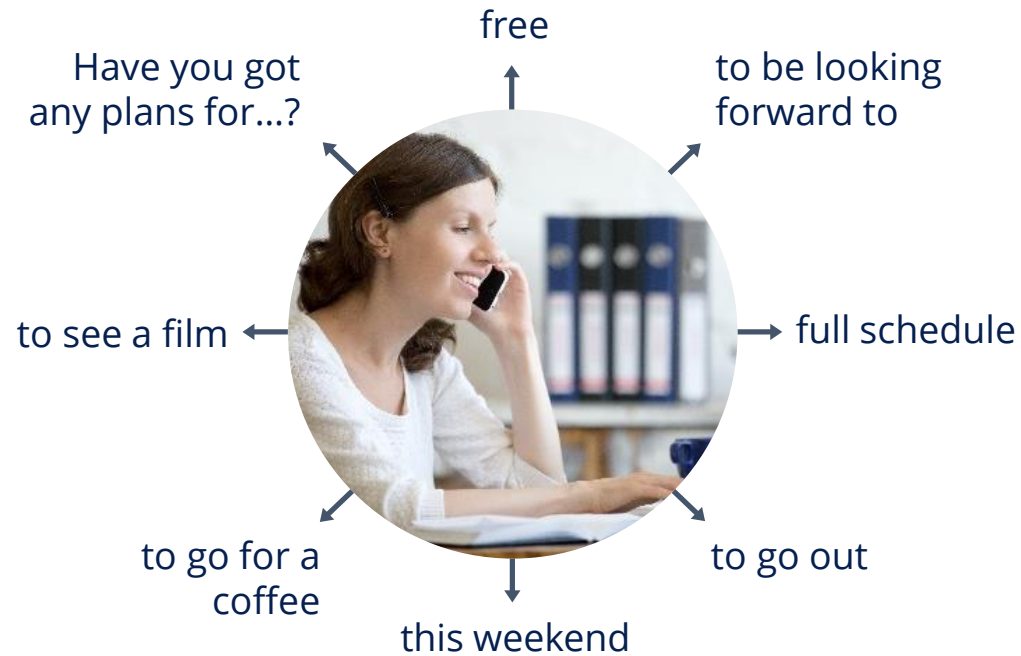 free
Have you got
any plans for...?
to be looking
forward to
to see a film
full schedule
to go for a
coffee
to go out
this weekend